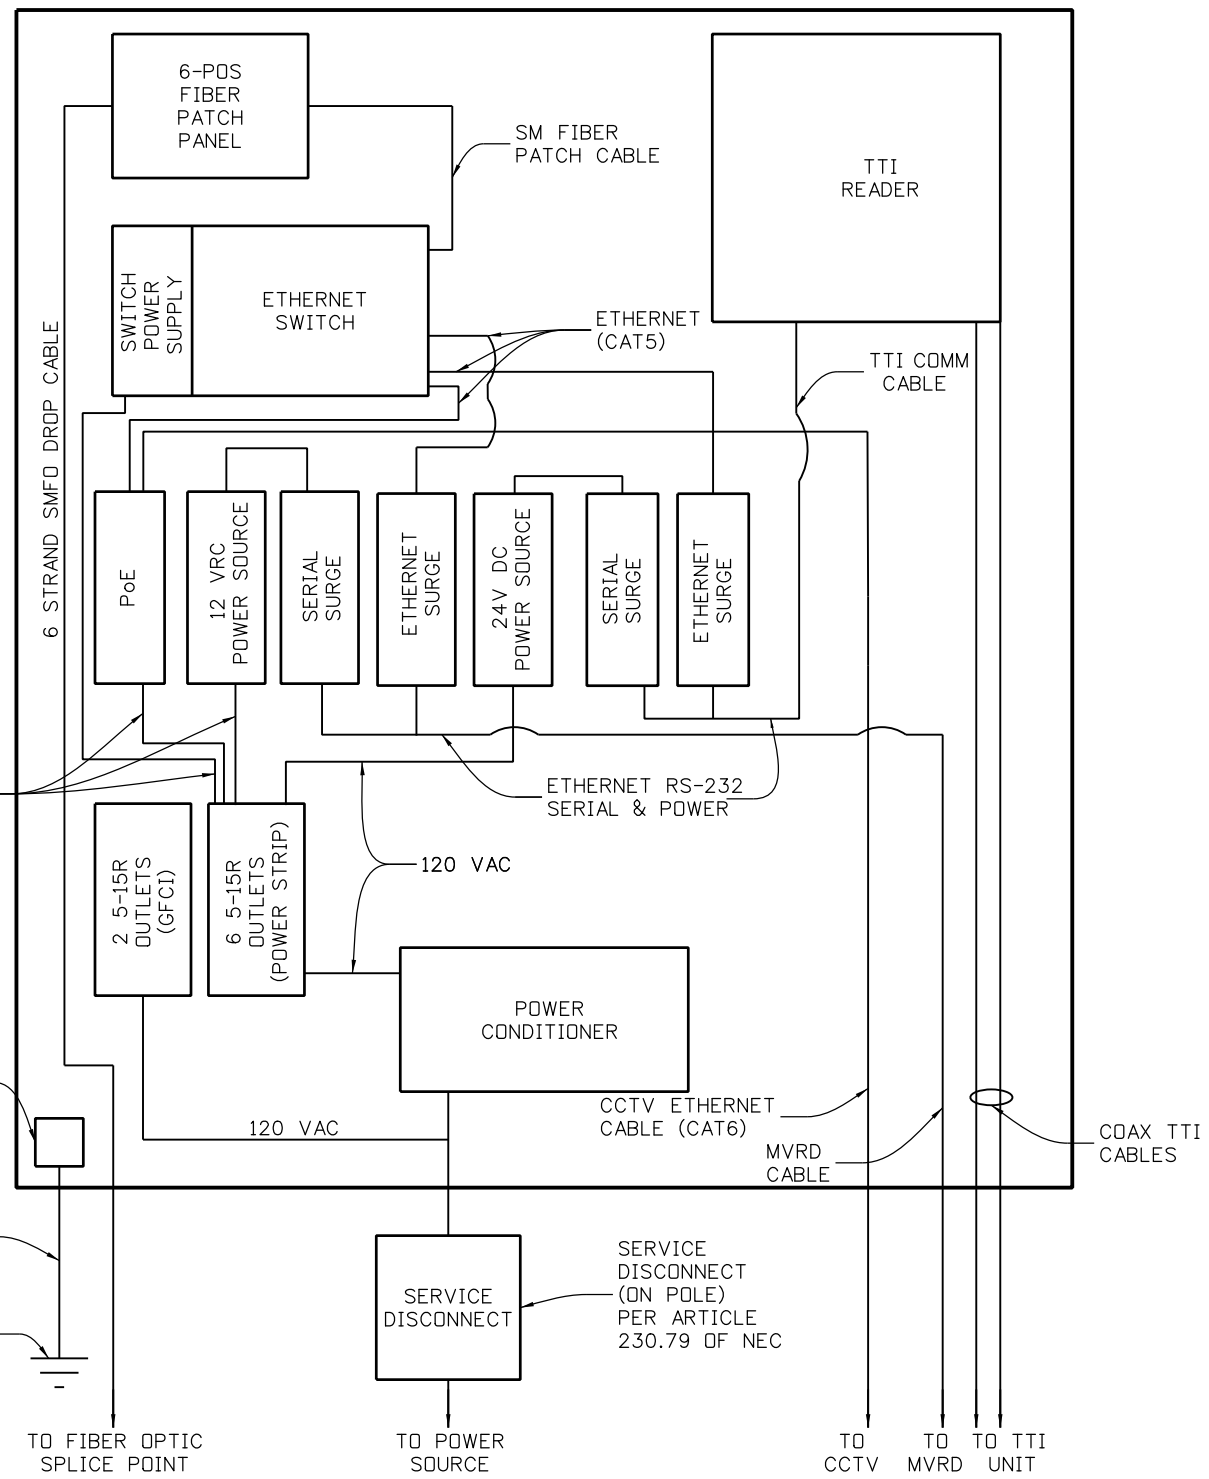 6-POS
FIBER
PATCH
PANEL
SM FIBER
PATCH CABLE
TTI
READER
SWITCH
POWER
SUPPLY
ETHERNET
SWITCH
ETHERNET
(CAT5)
TTI COMM
CABLE
6 STRAND SMFO DROP CABLE
PoE
12 VRC
POWER SOURCE
SERIAL
SURGE
ETHERNET
SURGE
24V DC
POWER SOURCE
SERIAL
SURGE
ETHERNET
SURGE
ETHERNET RS-232
SERIAL & POWER
2 5-15R
OUTLETS
(GFCI)
6 5-15R
OUTLETS
(POWER STRIP)
120 VAC
POWER
CONDITIONER
120 VAC
CCTV ETHERNET
CABLE (CAT6)
MVRD
CABLE
COAX TTI
CABLES
SERVICE
DISCONNECT
SERVICE
DISCONNECT
(ON POLE)
PER ARTICLE
230.79 OF NEC
TO FIBER OPTIC
SPLICE POINT
TO POWER
SOURCE
TO
CCTV
TO
MVRD
TO TTI
UNIT